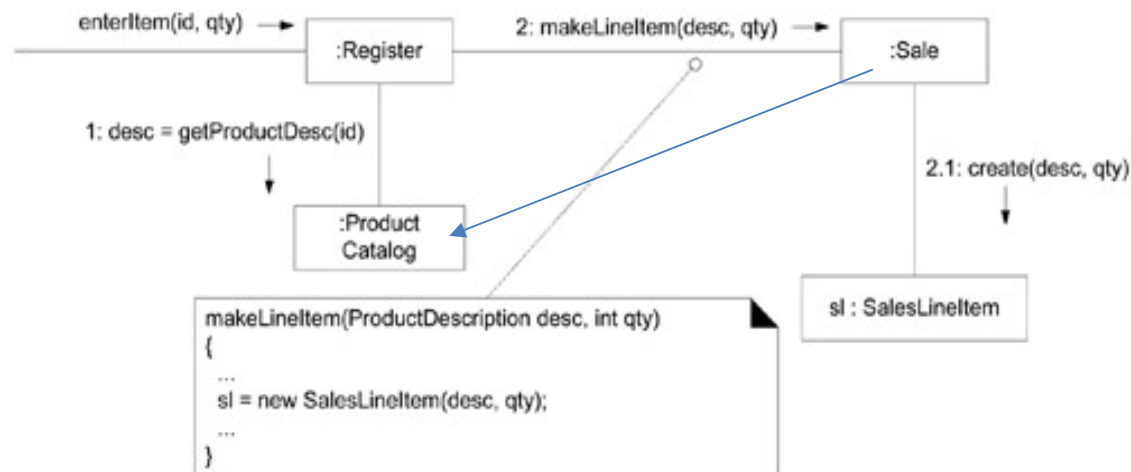 enterItem(id, qty)
2: makeLineItem(desc, qty)
:Register
:Sale
1: desc = getProductDesc(id)
2.1: create(desc, qty)
:Product
Catalog
sl : SalesLineItem
makeLineItem(ProductDescription desc, int qty)
{
...
sl = new SalesLineItem(desc, qty);
...
}